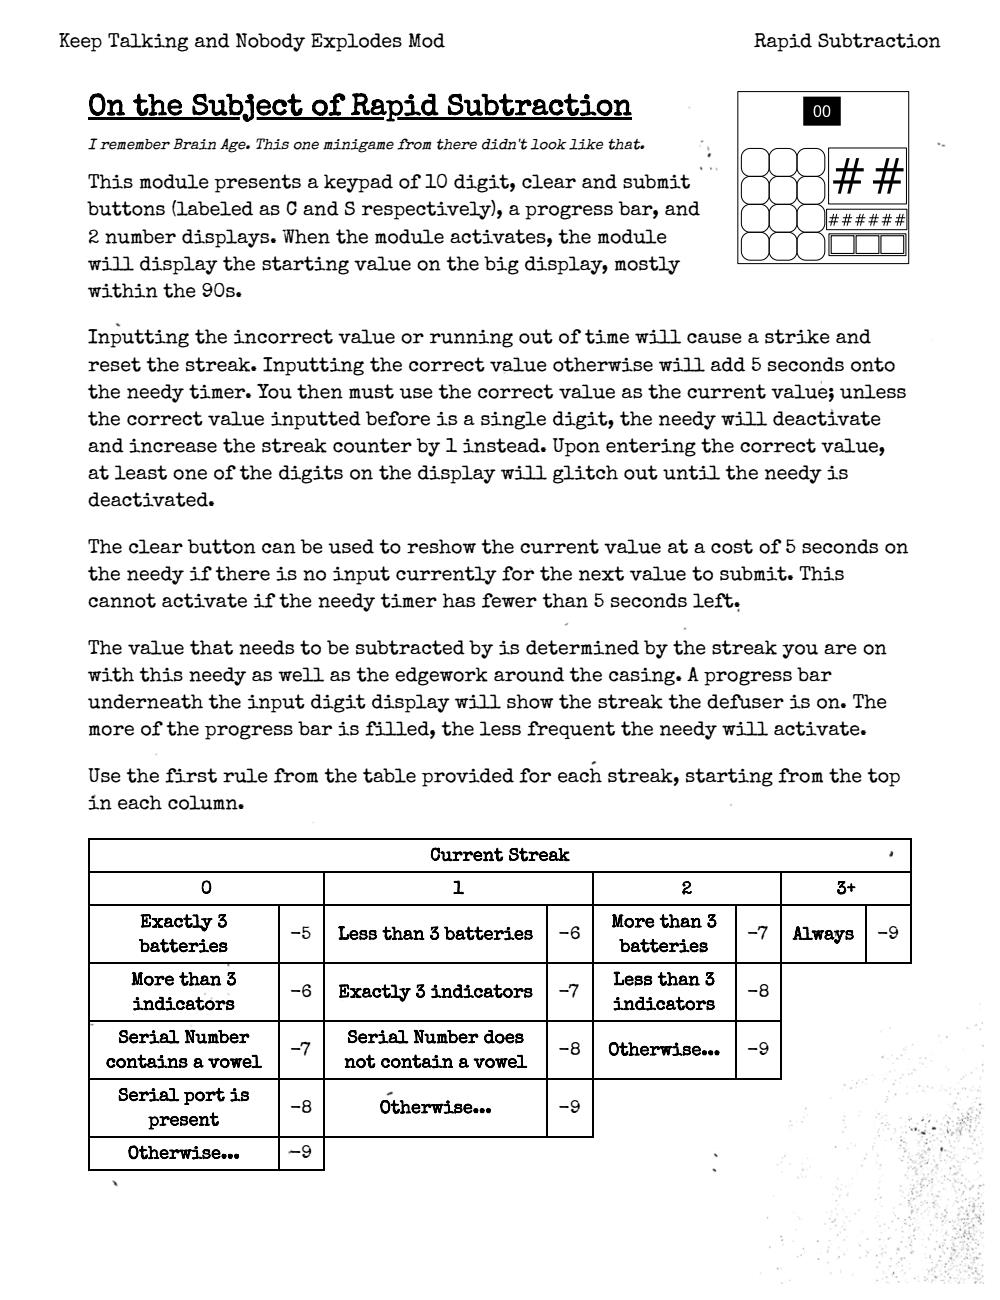 Keep Talking and Nobody Explodes Mod
Rapid Subtraction
On the Subject of Rapid Subtraction
I remember Brain Age. This one minigame from there didn't look like that.
00
# #
######
This module presents a keypad of 10 digit, clear and submit
buttons (labeled as C and S respectively), a progress bar, and
2 number displays. When the module activates, the module
will display the starting value on the big display, mostly
within the 90s.
Inputting the incorrect value or running out of time will cause a strike and
reset the streak. Inputting the correct value otherwise will add 5 seconds onto
the needy timer. You then must use the correct value as the current value; unless
the correct value inputted before is a single digit, the needy will deactivate
and increase the streak counter by 1 instead. Upon entering the correct value,
at least one of the digits on the display will glitch out until the needy is
deactivated.
The clear button can be used to reshow the current value at a cost of 5 seconds on
the needy if there is no input currently for the next value to submit. This
cannot activate if the needy timer has fewer than 5 seconds left.
The value that needs to be subtracted by is determined by the streak you are on
with this needy as well as the edgework around the casing. A progress bar
underneath the input digit display will show the streak the defuser is on. The
more of the progress bar is filled, the less frequent the needy will activate.
Use the first rule from the table provided for each streak, starting from the top
in each column.
Current Streak
0 1 2 3+
Exactly 3
batteries
-5
Less than 3 batteries
-6
More than 3
batteries
-7
Always
-9
More than 3
indicators
-6
Exactly 3 indicators
-7
Less than 3
indicators
-8
Serial Number
contains a vowel
-7
Serial Number does
not contain a vowel
-8
Otherwise...
-9
Serial port is
present
-8
Otherwise...
-9
Otherwise...
-9